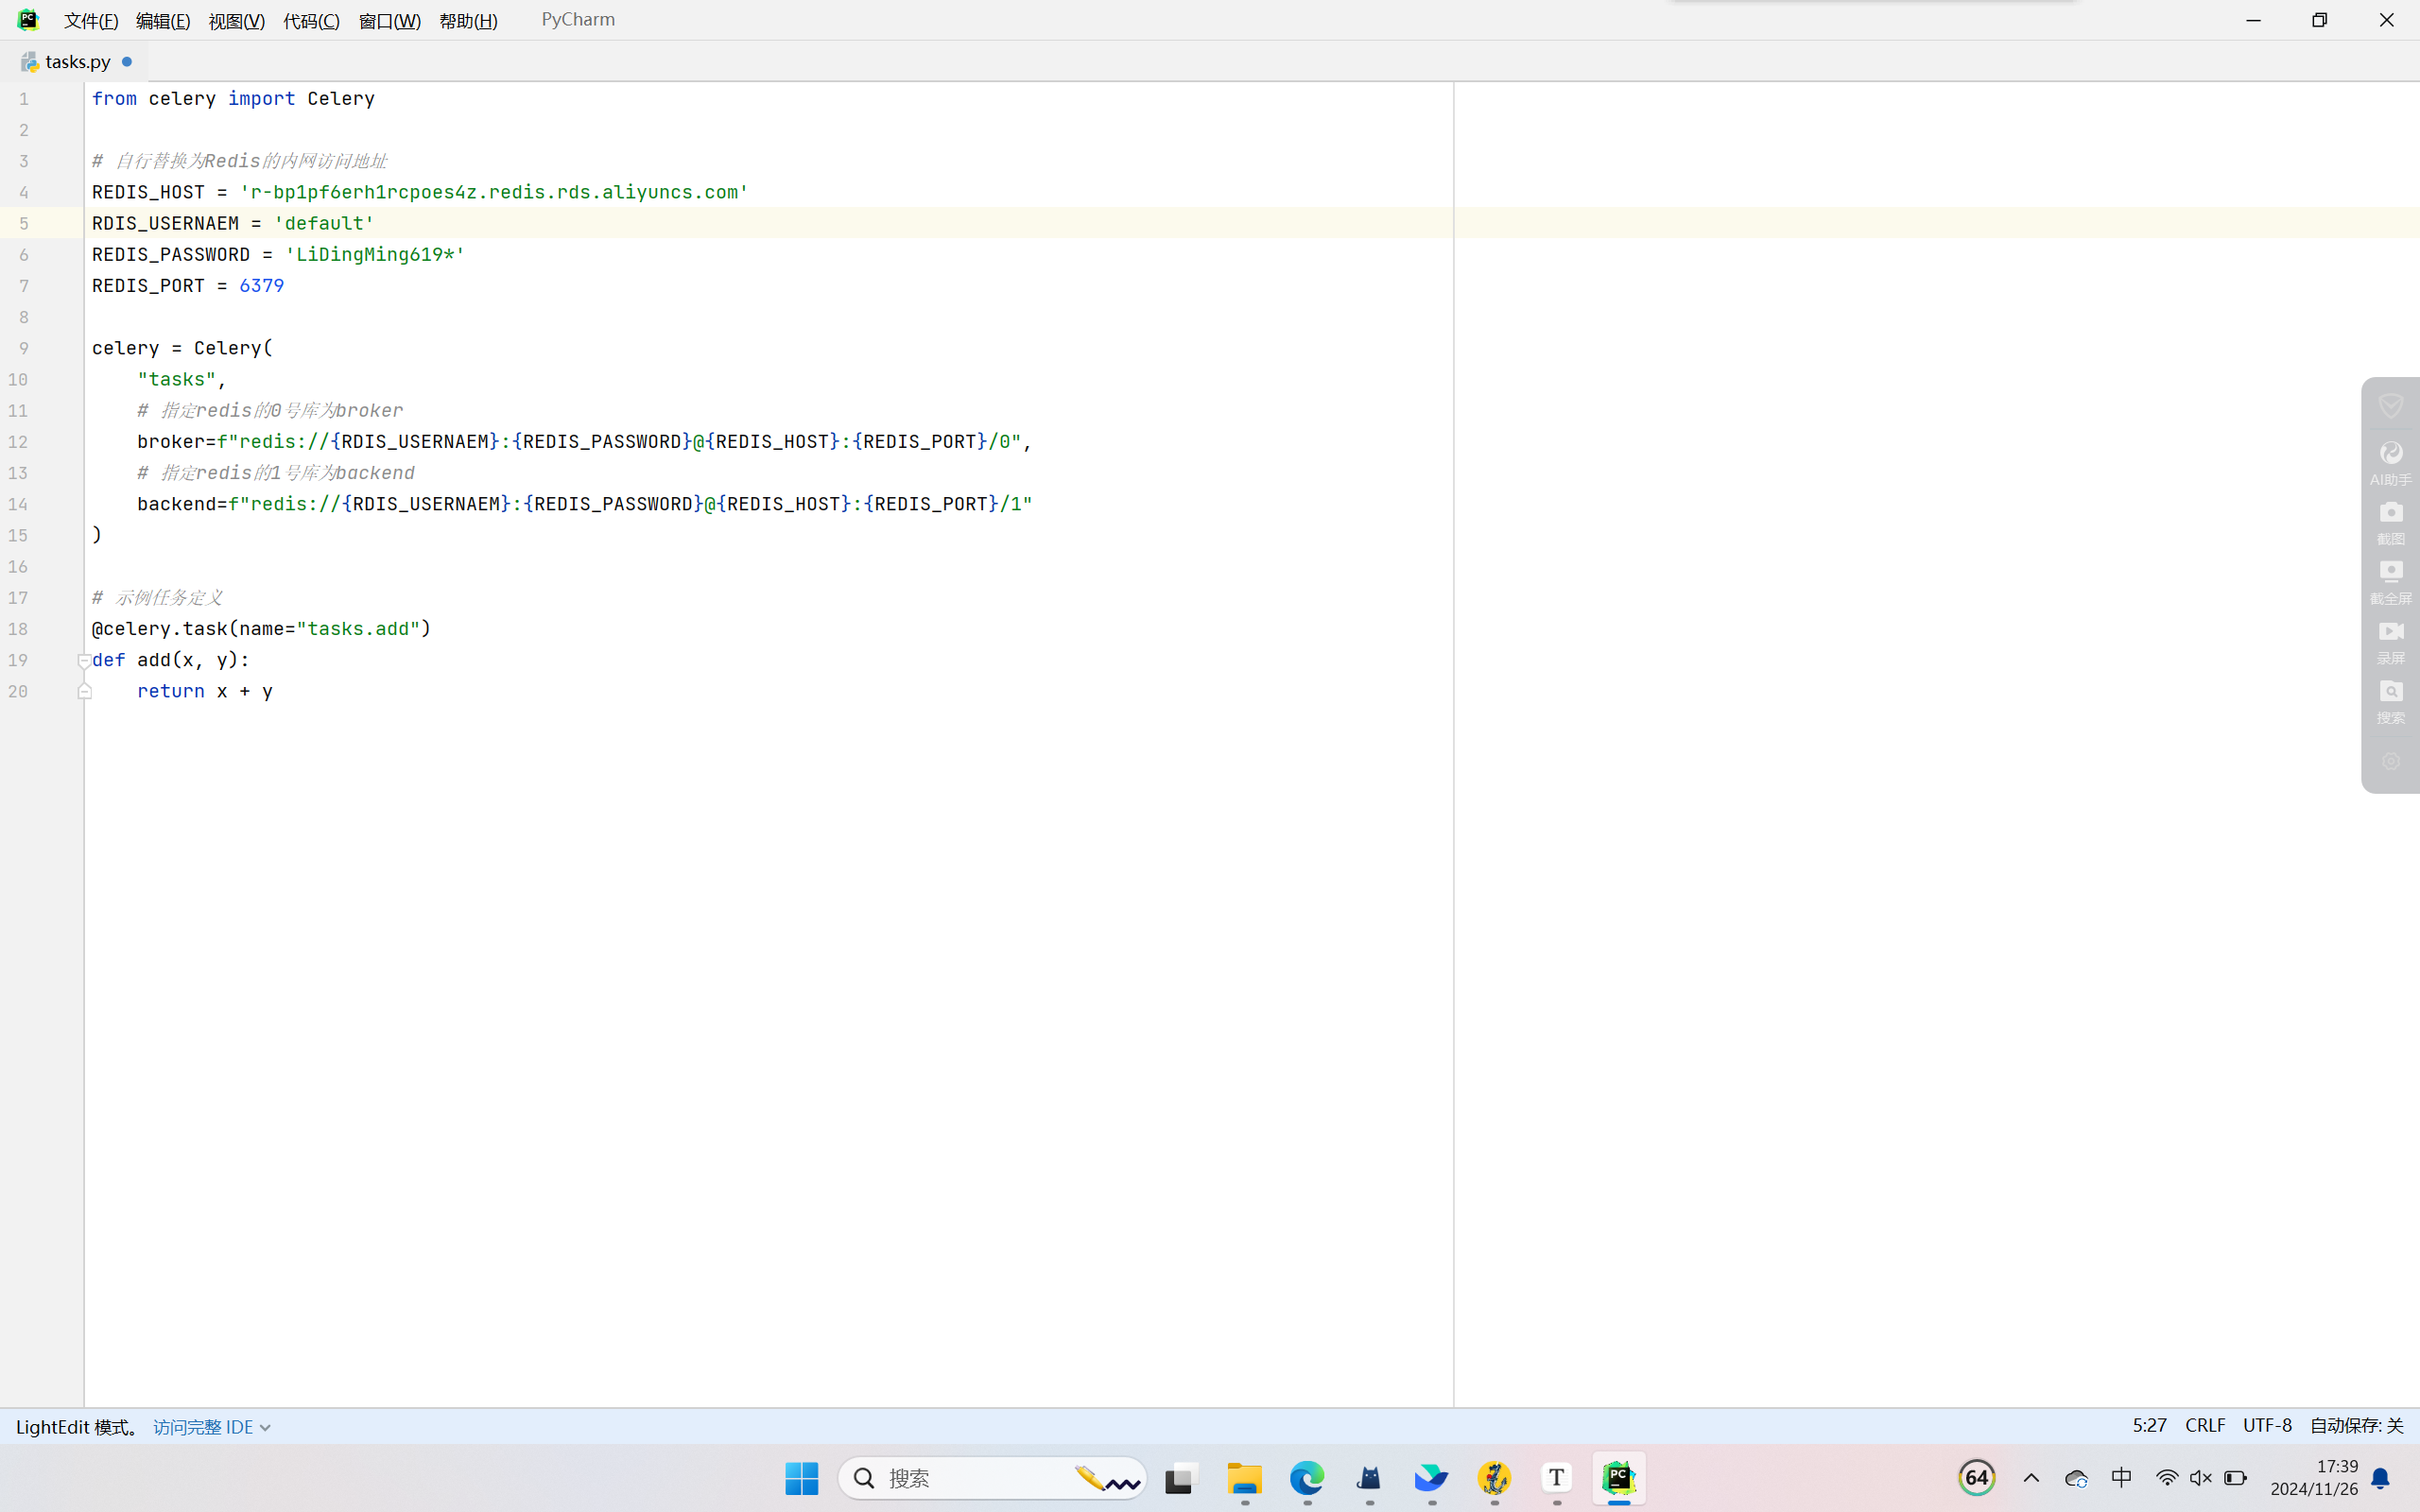 文件(F) 编辑(E) 视图(V) 代码(C) 窗口(W) 帮助(H) PyCharm
tasks.py
1 from celery import Celery
2
3 # 自行替换为Redis的内网访问地址
4 REDIS_HOST = 'r-bp1pf6erh1rcpoes4z.redis.rds.aliyuncs.com'
5 RDIS_USERNAEM = 'default'
6 REDIS_PASSWORD = 'LiDingMing619*'
7 REDIS_PORT = 6379
8
9 celery = Celery(
10     "tasks",
11     # 指定redis的0号库为broker
12     broker=f"redis://{RDIS_USERNAEM}:{REDIS_PASSWORD}@{REDIS_HOST}:{REDIS_PORT}/0",
13     # 指定redis的1号库为backend
14     backend=f"redis://{RDIS_USERNAEM}:{REDIS_PASSWORD}@{REDIS_HOST}:{REDIS_PORT}/1"
15 )
16
17 # 示例任务定义
18 @celery.task(name="tasks.add")
19 def add(x, y):
20     return x + y
AI助手
截图
截全屏
录屏
搜索
LightEdit 模式。 访问完整 IDE 5:27 CRLF UTF-8 自动保存: 关
搜索
T
PC
64
中
17:39
2024/11/26